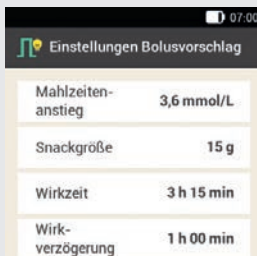 07:00
Einstellungen Bolusvorschlag
Mahlzeiten-
anstieg
3,6 mmol/L
Snackgröße
15 g
Wirkzeit
3 h 15 min
Wirk-
verzögerung
1 h 00 min